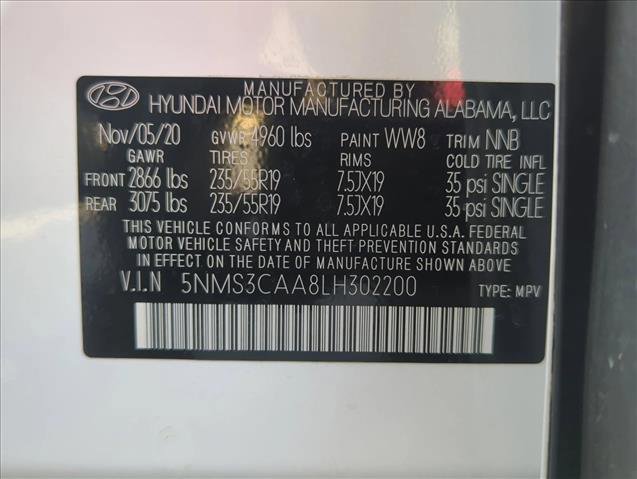 MANUFACTURED BY
HYUNDAI MOTOR MANUFACTURING ALABAMA, LLC
Nov/05/20 GVWR 4960 lbs PAINT WW8 TRIM NNB
GAWR TIRES RIMS COLD TIRE INFL
FRONT 2866 lbs 235/55R19 7.5JX19 35 psi SINGLE
REAR 3075 lbs 235/55R19 7.5JX19 35 psi SINGLE
THIS VEHICLE CONFORMS TO ALL APPLICABLE U.S.A. FEDERAL
MOTOR VEHICLE SAFETY AND THEFT PREVENTION STANDARDS
IN EFFECT ON THE DATE OF MANUFACTURE SHOWN ABOVE
V.I.N 5NMS3CAA8LH302200 TYPE: MPV